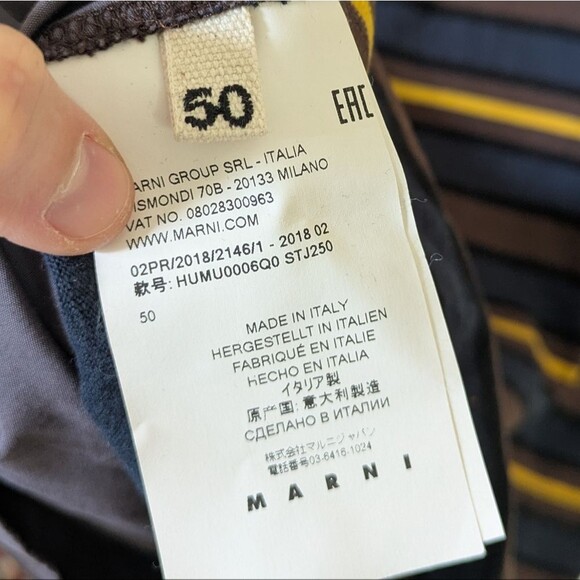 50
EAC
ARNI GROUP SRL - ITALIA
ISMONDI 70B - 20133 MILANO
VAT NO. 08028300963
WWW.MARNI.COM
02PR/2018/2146/1 - 2018 02
款号: HUMU0006Q0 STJ250
50
MADE IN ITALY
HERGESTELLT IN ITALIEN
FABRIQUÉ EN ITALIE
HECHO EN ITALIA
イタリア製
原产国: 意大利製造
СДЕЛАНО В ИТАЛИИ
株式会社マルニジャパン
電話番号03-6416-1024
MARNI